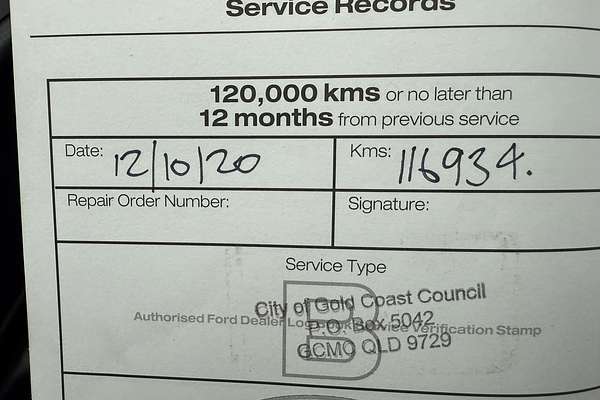 Service Records
120,000 kms or no later than
12 months from previous service
Date: 12/10/20 Kms: 116934.
Repair Order Number: Signature:
Service Type
B
City of Gold Coast Council
Authorised Ford Dealer Log Verification Stamp
P.O. Box 5042
GCMC QLD 9729